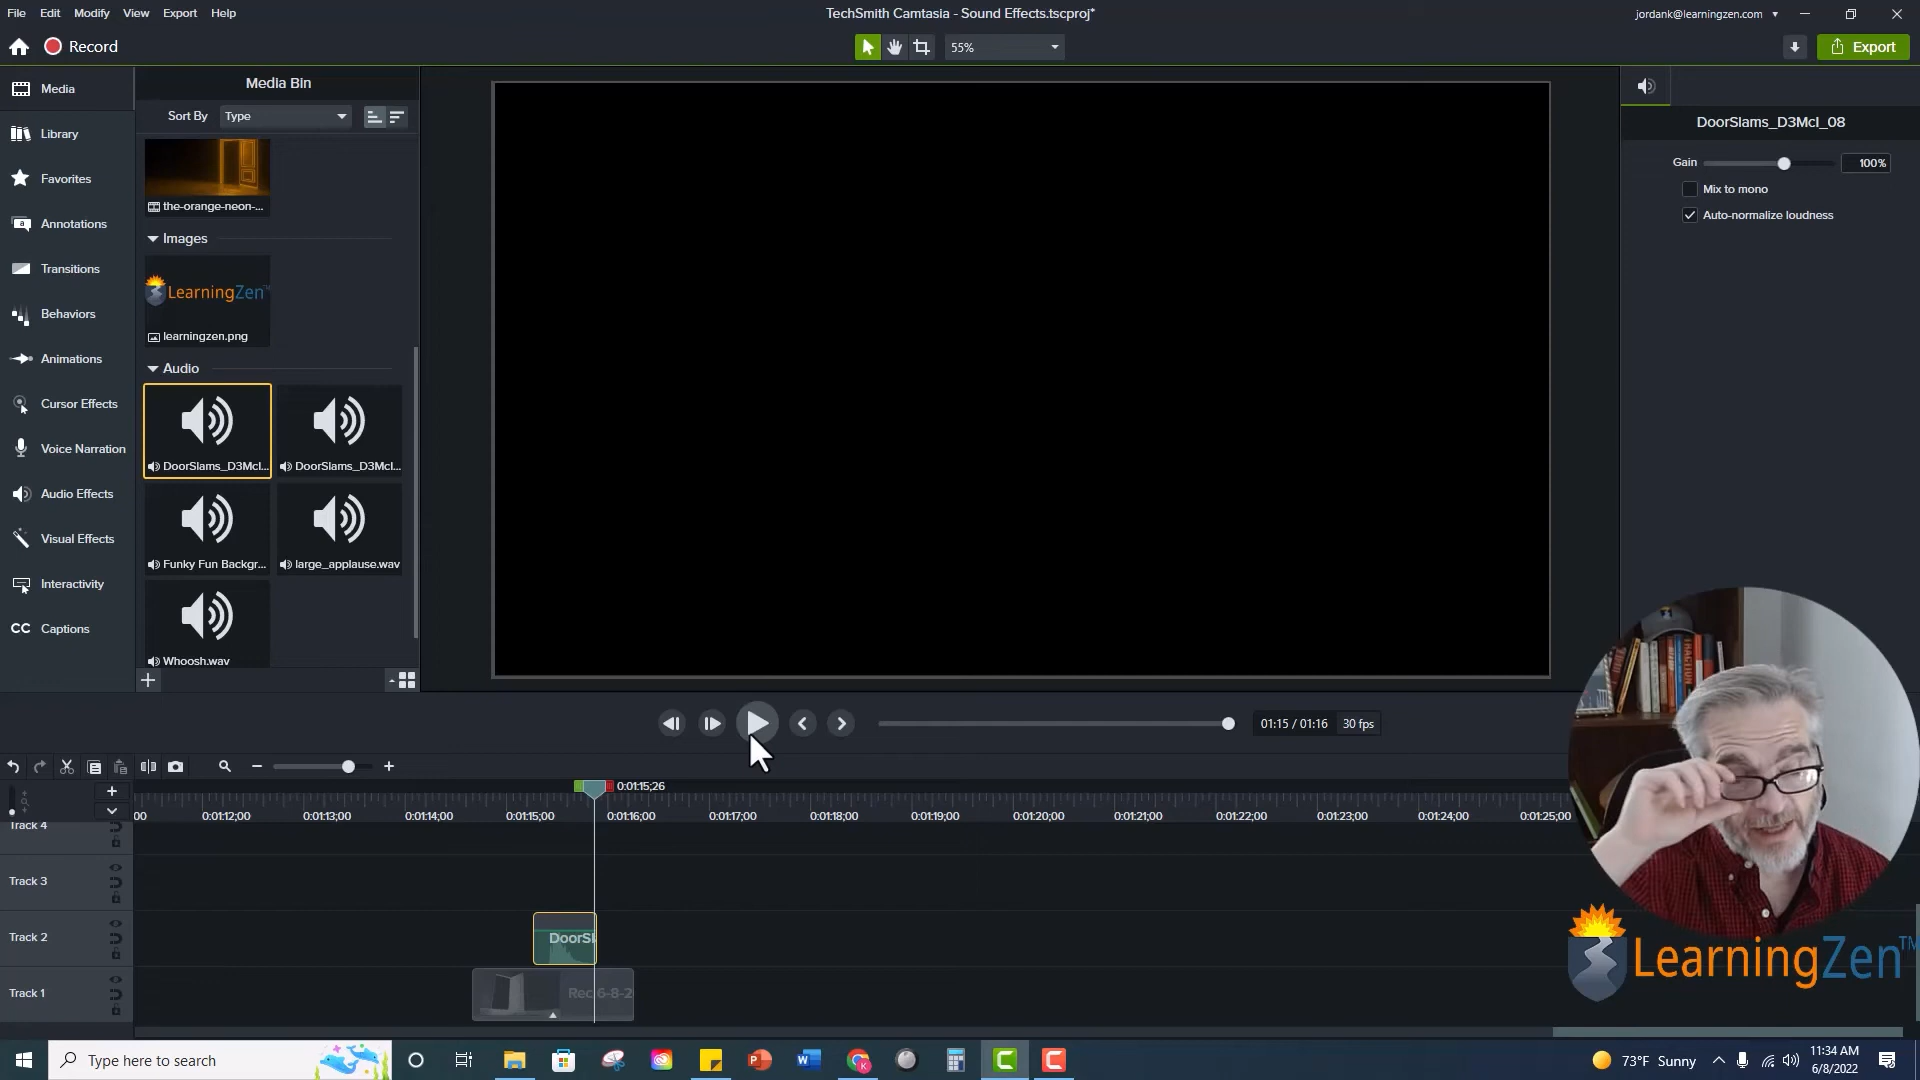 File Edit Modify View Export Help
TechSmith Camtasia - Sound Effects.tscproj*
jordank@learningzen.com
Record
55%
Export
Media
Library
Favorites
Annotations
Transitions
Behaviors
Animations
Cursor Effects
Voice Narration
Audio Effects
Visual Effects
Interactivity
CC Captions
Media Bin
Sort By Type
the-orange-neon-...
Images
LearningZen™
learningzen.png
Audio
DoorSlams_D3Mcl... DoorSlams_D3Mcl...
Funky Fun Backgr... large_applause.wav
Whoosh.wav
DoorSlams_D3Mcl_08
Gain 100%
Mix to mono
Auto-normalize loudness
01:15 / 01:16 30 fps
0:01:15;26
00 0:01:12;00 0:01:13;00 0:01:14;00 0:01:15;00 0:01:16;00 0:01:17;00 0:01:18;00 0:01:19;00 0:01:20;00 0:01:21;00 0:01:22;00 0:01:23;00 0:01:24;00 0:01:25;00
Track 4
Track 3
Track 2
DoorSl
Track 1
Rec 6-8-2
LearningZen™
Type here to search
73°F Sunny
11:34 AM
6/8/2022